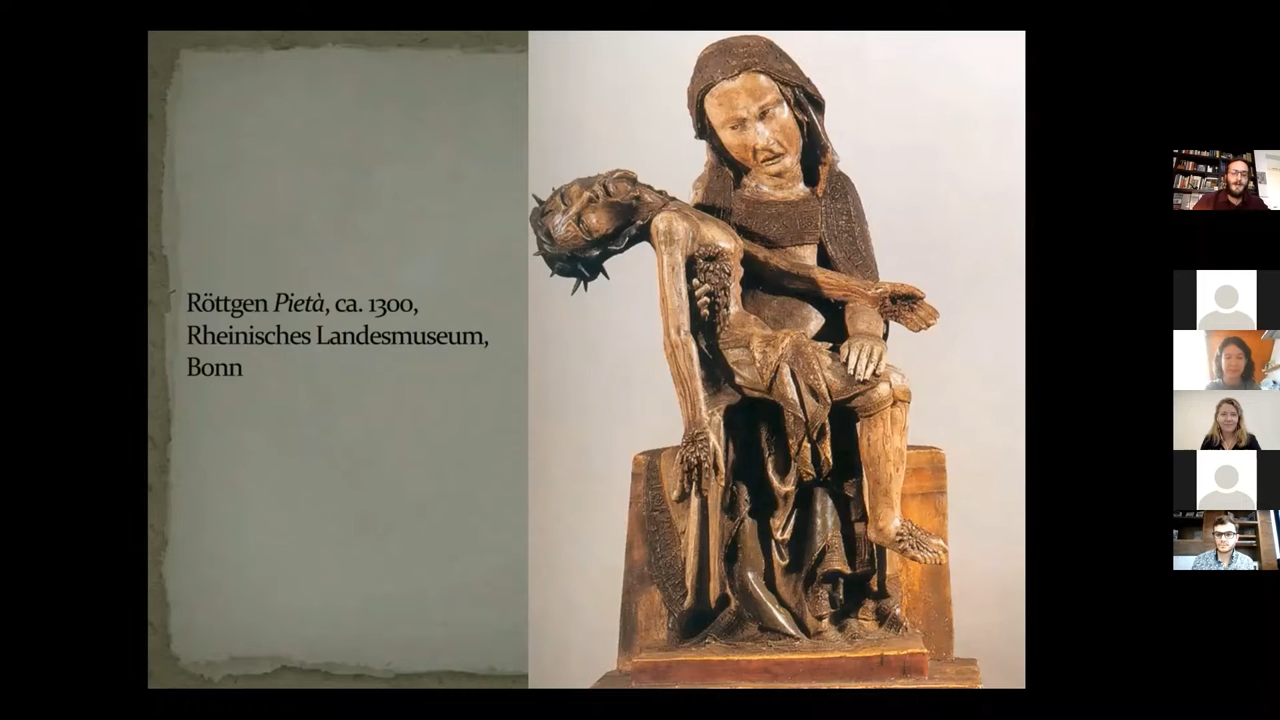 Röttgen Pietà, ca. 1300,
Rheinisches Landesmuseum,
Bonn